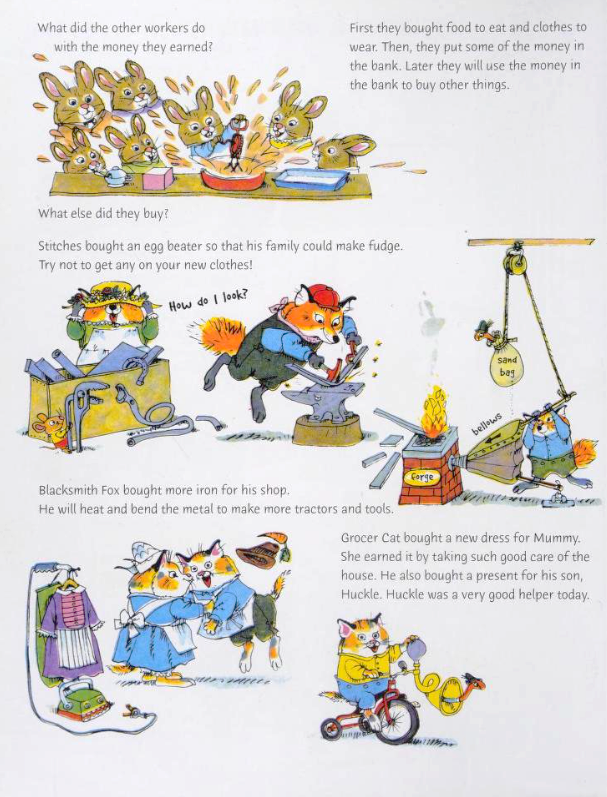 What did the other workers do
with the money they earned?
First they bought food to eat and clothes to
wear. Then, they put some of the money in
the bank. Later they will use the money in
the bank to buy other things.
What else did they buy?
Stitches bought an egg beater so that his family could make fudge.
Try not to get any on your new clothes!
How do I look?
sand
bag
bellows
forge
Blacksmith Fox bought more iron for his shop.
He will heat and bend the metal to make more tractors and tools.
Grocer Cat bought a new dress for Mummy.
She earned it by taking such good care of the
house. He also bought a present for his son,
Huckle. Huckle was a very good helper today.